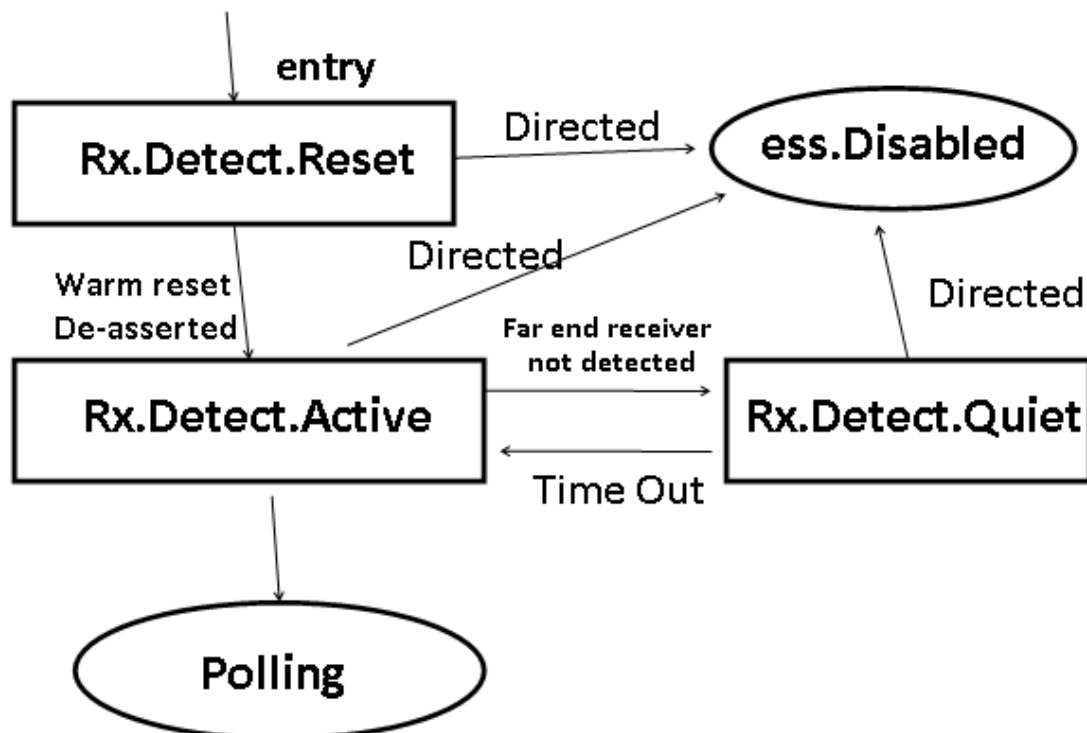 entry
Rx.Detect.Reset
Directed
ess.Disabled
Directed
Warm reset
De-asserted
Directed
Far end receiver
not detected
Rx.Detect.Active
Rx.Detect.Quiet
Time Out
Polling